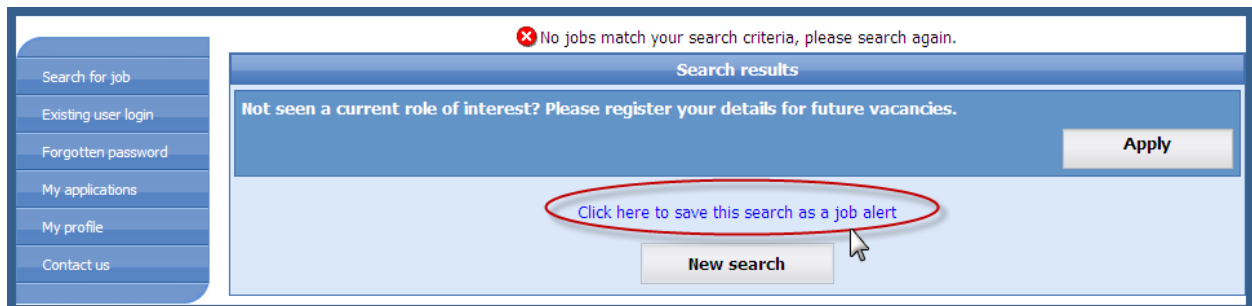 No jobs match your search criteria, please search again.
Search results
Search for job
Existing user login
Forgotten password
My applications
My profile
Contact us
Not seen a current role of interest? Please register your details for future vacancies.
Apply
Click here to save this search as a job alert
New search